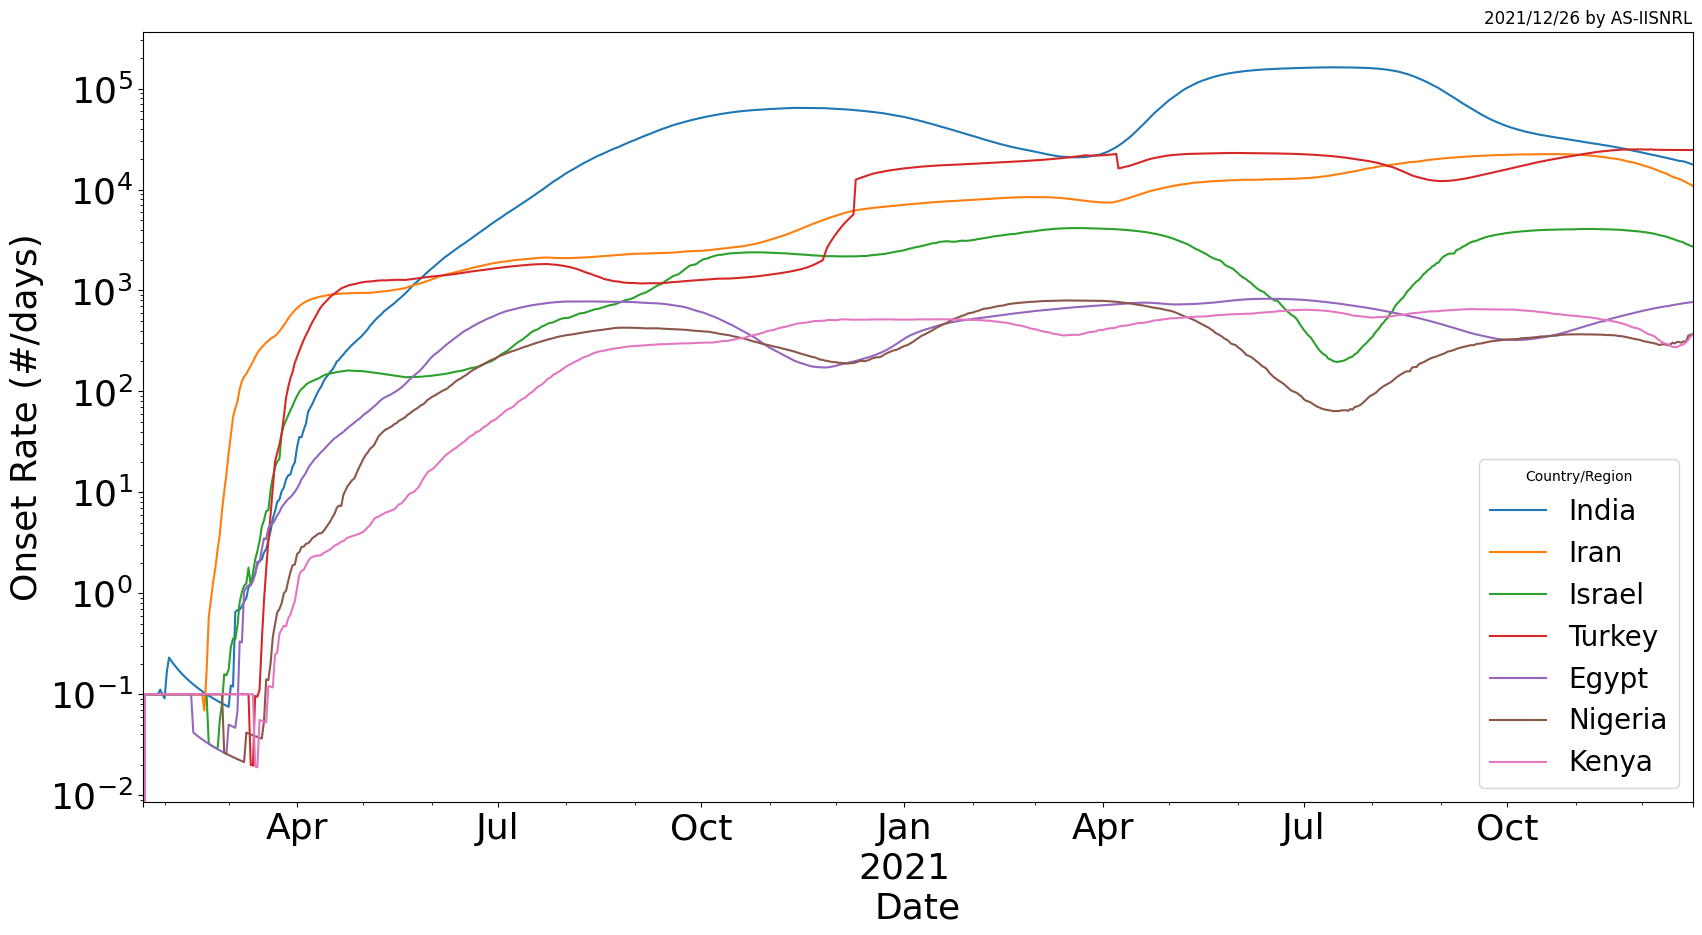 2021/12/26 by AS-IISNRL
Onset Rate (#/days)
10^5
10^4
10^3
10^2
10^1
10^0
10^-1
10^-2
Country/Region
India
Iran
Israel
Turkey
Egypt
Nigeria
Kenya
Apr Jul Oct Jan Apr Jul Oct
2021
Date